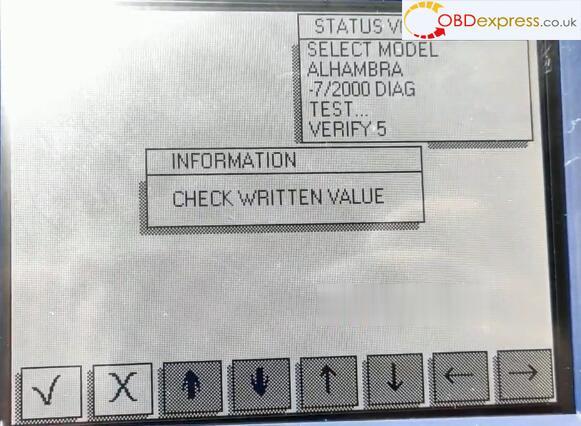 OBDexpress.co.uk
STATUS V
SELECT MODEL
ALHAMBRA
-7/2000 DIAG
TEST...
VERIFY 5
INFORMATION
CHECK WRITTEN VALUE